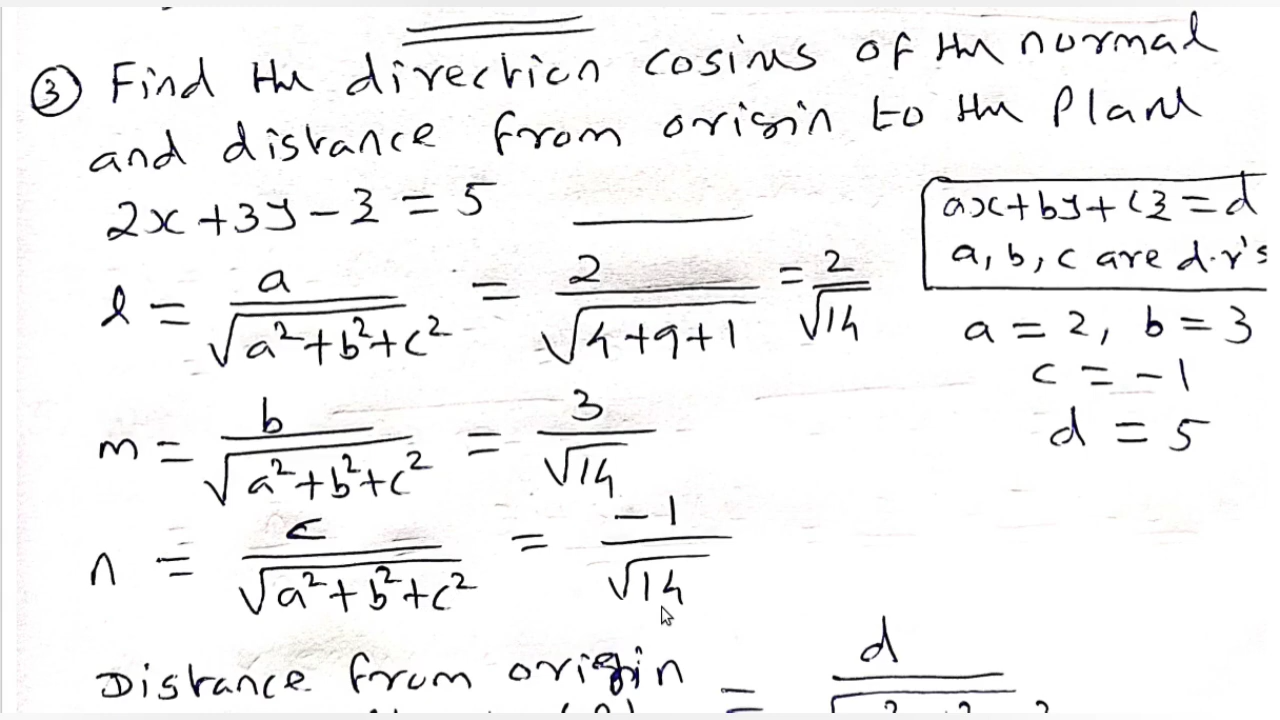 ③ Find the direction cosines of the normal
and distance from origin to the Plane
2x + 3y - z = 5
ax + by + cz = d
a, b, c are d.r's
l = a/√(a²+b²+c²) = 2/√(4+9+1) = 2/√14
a = 2, b = 3
c = -1
d = 5
m = b/√(a²+b²+c²) = 3/√14
n = c/√(a²+b²+c²) = -1/√14
Distance from origin = d